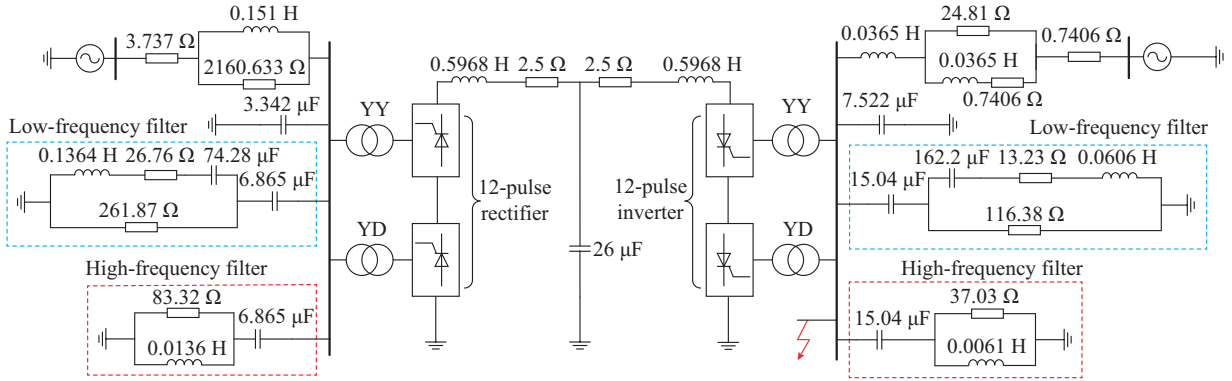 0.151 H
3.737 Ω
2160.633 Ω
3.342 μF
Low-frequency filter
0.1364 H
26.76 Ω
74.28 μF
6.865 μF
261.87 Ω
High-frequency filter
83.32 Ω
6.865 μF
0.0136 H
YY
YD
12-pulse
rectifier
0.5968 H
2.5 Ω
2.5 Ω
0.5968 H
26 μF
12-pulse
inverter
YY
YD
24.81 Ω
0.0365 H
0.7406 Ω
0.0365 H
0.7406 Ω
7.522 μF
Low-frequency filter
162.2 μF
13.23 Ω
0.0606 H
15.04 μF
116.38 Ω
High-frequency filter
37.03 Ω
15.04 μF
0.0061 H